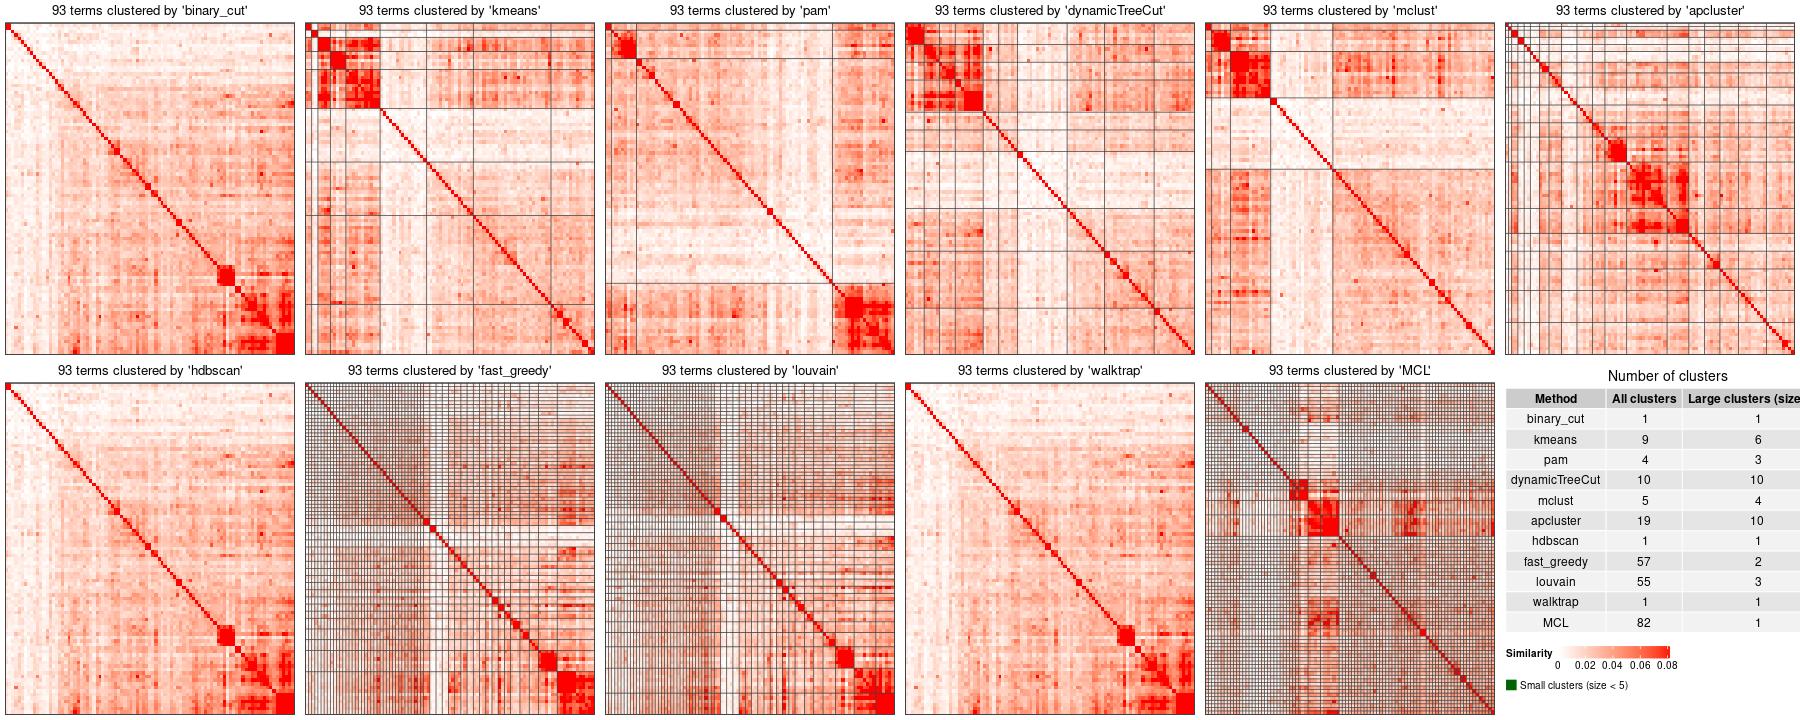 93 terms clustered by 'binary_cut'
93 terms clustered by 'kmeans'
93 terms clustered by 'pam'
93 terms clustered by 'dynamicTreeCut'
93 terms clustered by 'mclust'
93 terms clustered by 'apcluster'
93 terms clustered by 'hdbscan'
93 terms clustered by 'fast_greedy'
93 terms clustered by 'louvain'
93 terms clustered by 'walktrap'
93 terms clustered by 'MCL'
Number of clusters
Method All clusters Large clusters (size
binary_cut 1 1
kmeans 9 6
pam 4 3
dynamicTreeCut 10 10
mclust 5 4
apcluster 19 10
hdbscan 1 1
fast_greedy 57 2
louvain 55 3
walktrap 1 1
MCL 82 1
Similarity
0 0.02 0.04 0.06 0.08
Small clusters (size < 5)